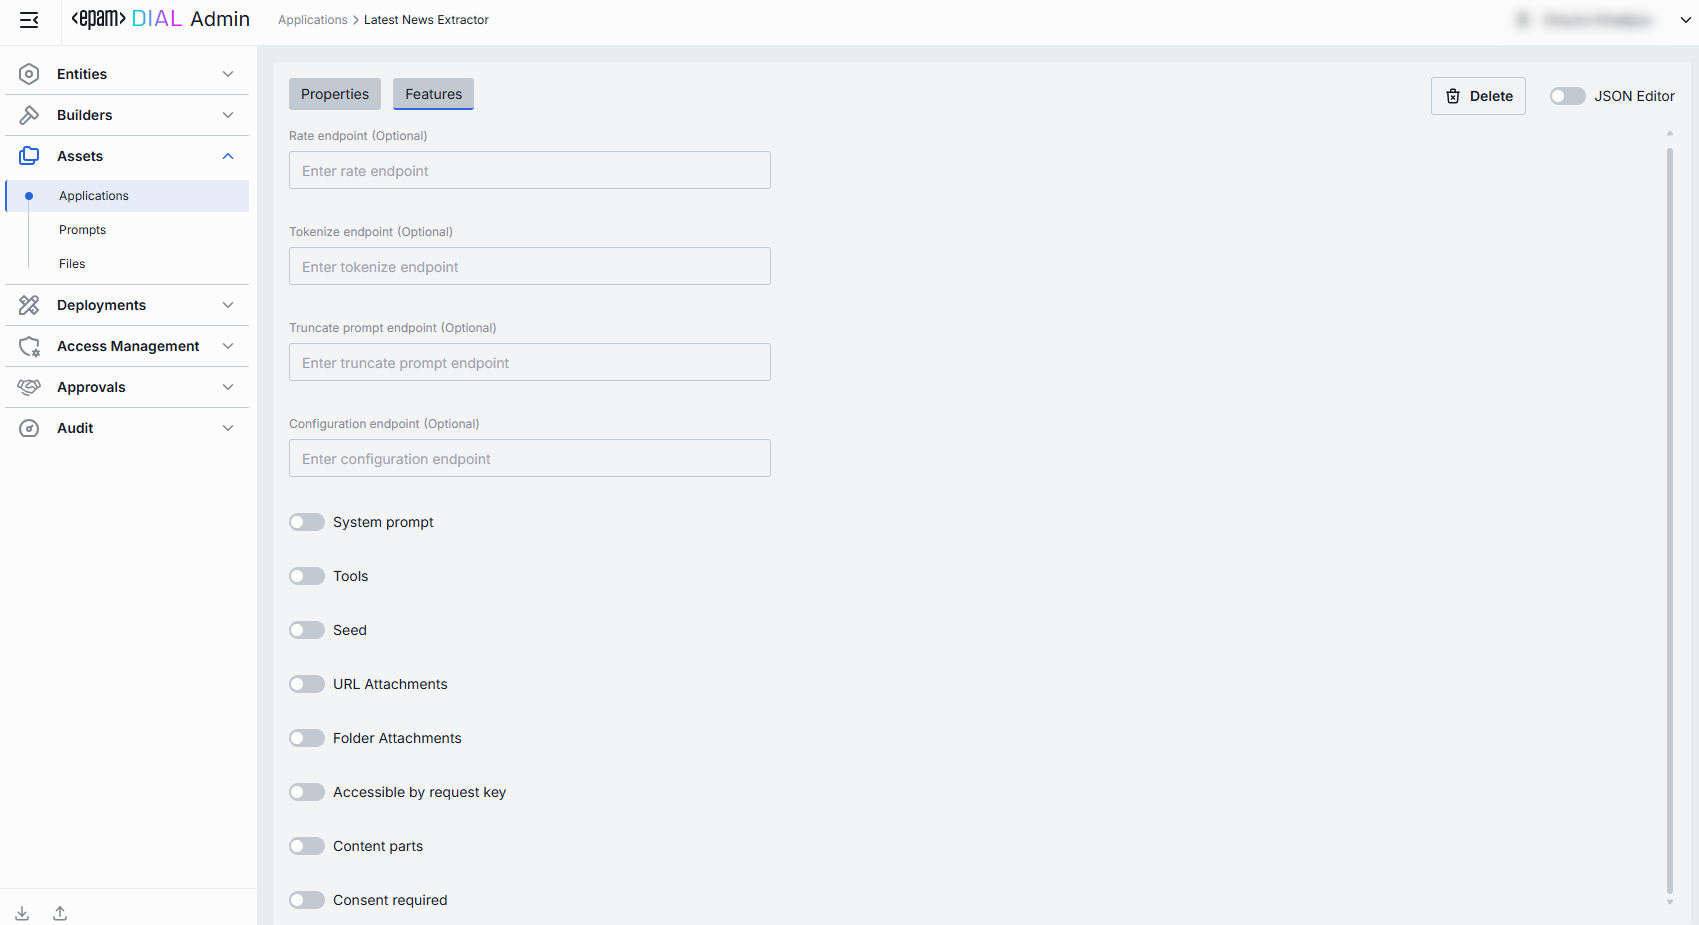 <epam> DIAL Admin
Applications > Latest News Extractor
Entities
Builders
Assets
Applications
Prompts
Files
Deployments
Access Management
Approvals
Audit
Properties
Features
Delete
JSON Editor
Rate endpoint (Optional)
Enter rate endpoint
Tokenize endpoint (Optional)
Enter tokenize endpoint
Truncate prompt endpoint (Optional)
Enter truncate prompt endpoint
Configuration endpoint (Optional)
Enter configuration endpoint
System prompt
Tools
Seed
URL Attachments
Folder Attachments
Accessible by request key
Content parts
Consent required